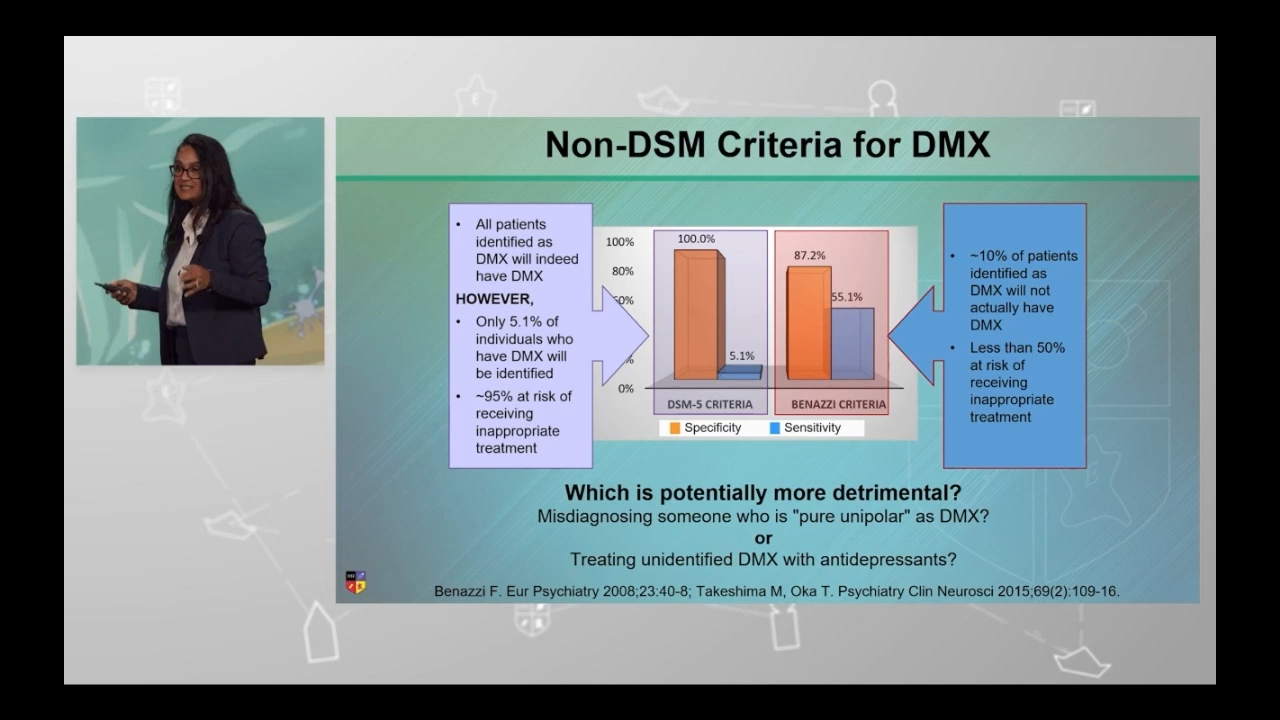 Non-DSM Criteria for DMX
• All patients
identified as
DMX will indeed
have DMX
HOWEVER,
• Only 5.1% of
individuals who
have DMX will
be identified
• ~95% at risk of
receiving
inappropriate
treatment
100%
80%
0%
100.0%
5.1%
87.2%
55.1%
DSM-5 CRITERIA
BENAZZI CRITERIA
Specificity
Sensitivity
• ~10% of patients
identified as
DMX will not
actually have
DMX
• Less than 50%
at risk of
receiving
inappropriate
treatment
Which is potentially more detrimental?
Misdiagnosing someone who is "pure unipolar" as DMX?
or
Treating unidentified DMX with antidepressants?
Benazzi F. Eur Psychiatry 2008;23:40-8; Takeshima M, Oka T. Psychiatry Clin Neurosci 2015;69(2):109-16.